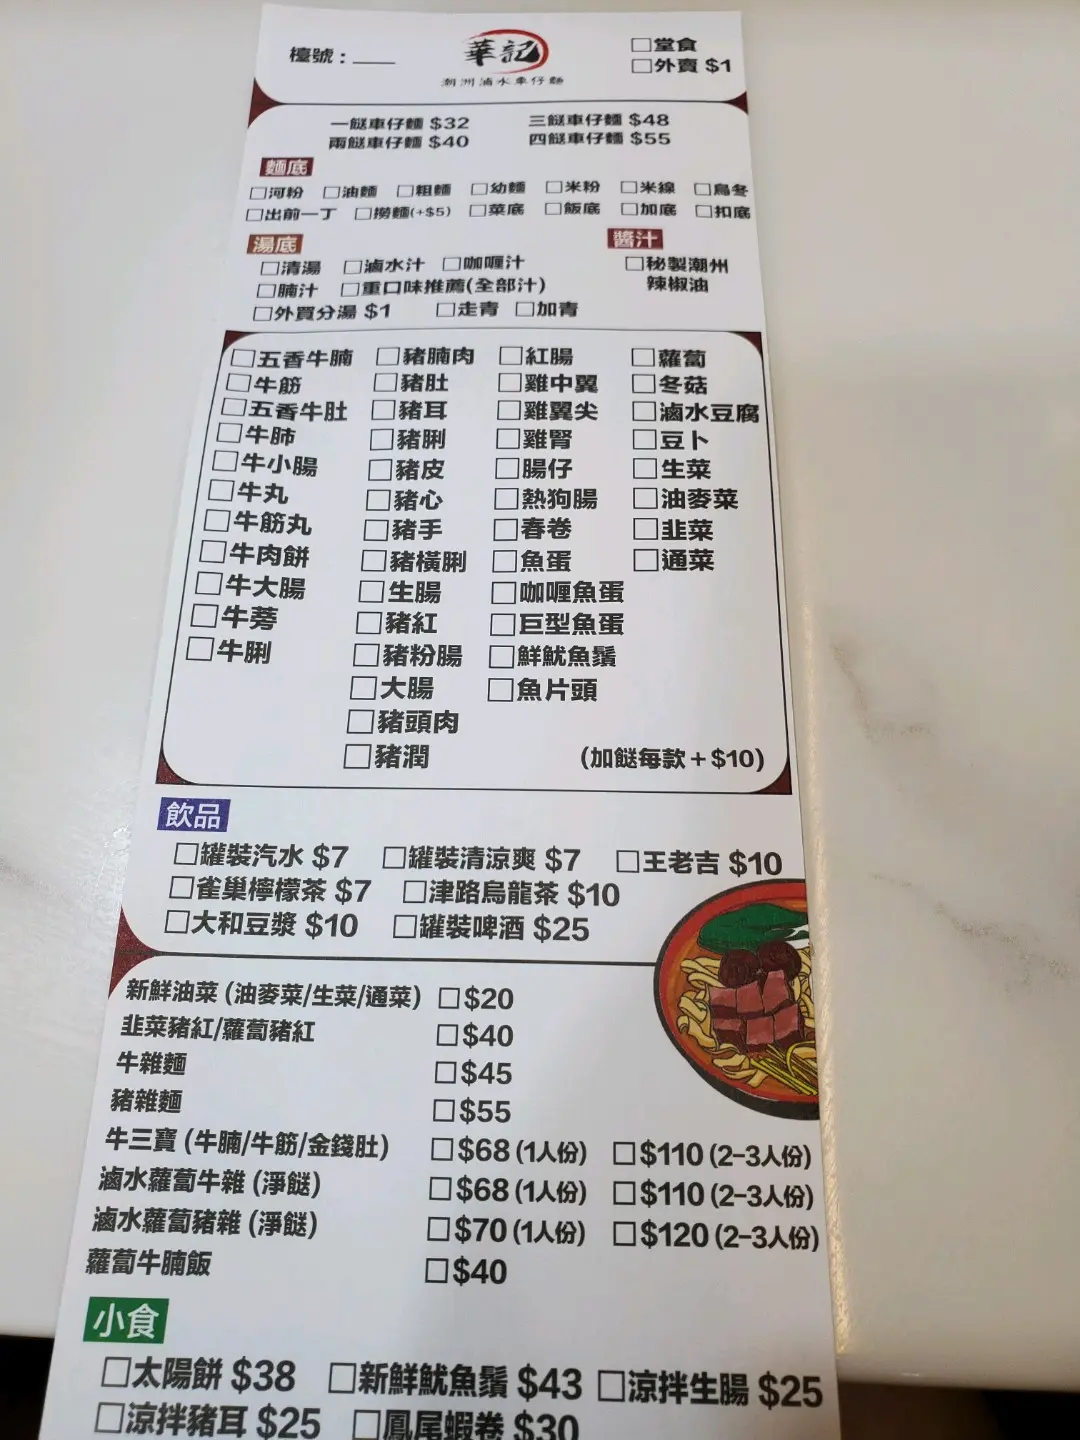 檯號：____
華記
潮洲滷水車仔麵
□堂食
□外賣 $1
一餸車仔麵 $32 三餸車仔麵 $48
兩餸車仔麵 $40 四餸車仔麵 $55
麵底
□河粉 □油麵 □粗麵 □幼麵 □米粉 □米線 □烏冬
□出前一丁 □撈麵(+$5) □菜底 □飯底 □加底 □扣底
湯底
□清湯 □滷水汁 □咖喱汁
□腩汁 □重口味推薦(全部汁)
□外買分湯 $1 □走青 □加青
醬汁
□秘製潮州
辣椒油
□五香牛腩 □豬腩肉 □紅腸 □蘿蔔
□牛筋 □豬肚 □雞中翼 □冬菇
□五香牛肚 □豬耳 □雞翼尖 □滷水豆腐
□牛肺 □豬脷 □雞腎 □豆卜
□牛小腸 □豬皮 □腸仔 □生菜
□牛丸 □豬心 □熱狗腸 □油麥菜
□牛筋丸 □豬手 □春卷 □韭菜
□牛肉餅 □豬橫脷 □魚蛋 □通菜
□牛大腸 □生腸 □咖喱魚蛋
□牛蒡 □豬紅 □巨型魚蛋
□牛脷 □豬粉腸 □鮮魷魚鬚
□大腸 □魚片頭
□豬頭肉
□豬潤 (加餸每款＋$10)
飲品
□罐裝汽水 $7 □罐裝清涼爽 $7 □王老吉 $10
□雀巢檸檬茶 $7 □津路烏龍茶 $10
□大和豆漿 $10 □罐裝啤酒 $25
新鮮油菜 (油麥菜/生菜/通菜) □$20
韭菜豬紅/蘿蔔豬紅 □$40
牛雜麵 □$45
豬雜麵 □$55
牛三寶 (牛腩/牛筋/金錢肚) □$68 (1人份) □$110 (2-3人份)
滷水蘿蔔牛雜 (淨餸) □$68 (1人份) □$110 (2-3人份)
滷水蘿蔔豬雜 (淨餸) □$70 (1人份) □$120 (2-3人份)
蘿蔔牛腩飯 □$40
小食
□太陽餅 $38 □新鮮魷魚鬚 $43 □涼拌生腸 $25
□涼拌豬耳 $25 □鳳尾蝦卷 $30